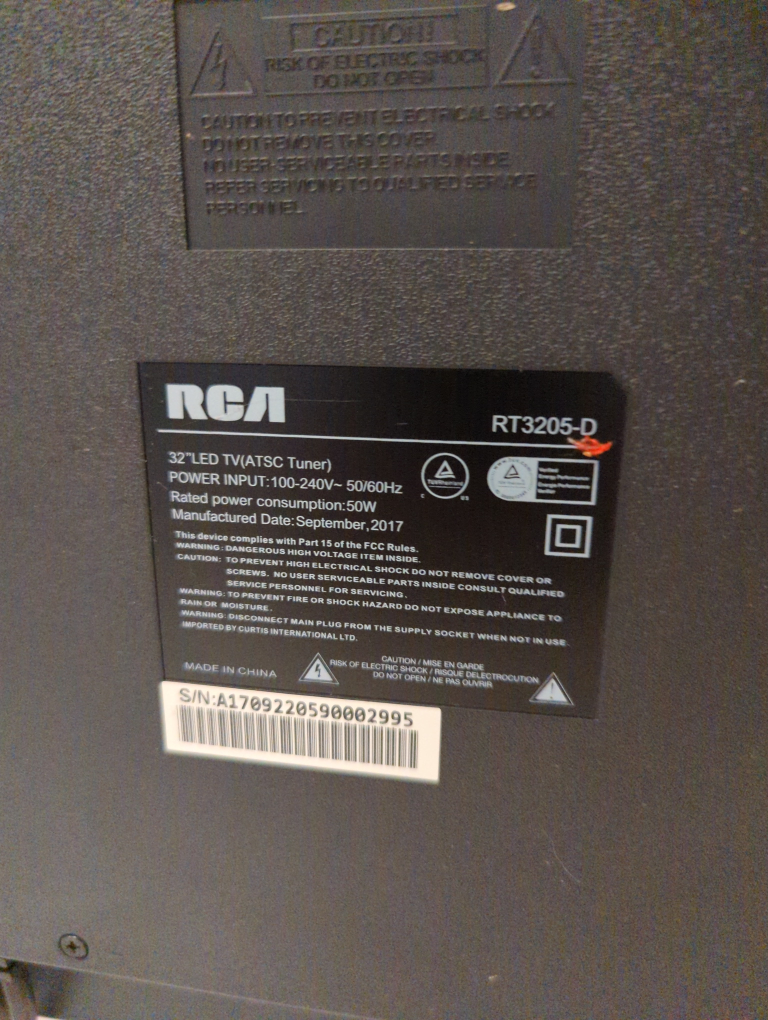 CAUTION!
RISK OF ELECTRIC SHOCK
DO NOT OPEN
CAUTION TO PREVENT ELECTRICAL SHOCK
DO NOT REMOVE THIS COVER
NO USER-SERVICEABLE PARTS INSIDE
REFER SERVICING TO QUALIFIED SERVICE
PERSONNEL
RCA
RT3205-D
32"LED TV(ATSC Tuner)
POWER INPUT:100-240V~ 50/60Hz
Rated power consumption:50W
Manufactured Date:September,2017
TÜVRheinland
C US
Verified
Energy Performance
Energie Performance
This device complies with Part 15 of the FCC Rules.
WARNING: DANGEROUS HIGH VOLTAGE ITEM INSIDE.
CAUTION: TO PREVENT HIGH ELECTRICAL SHOCK DO NOT REMOVE COVER OR
SCREWS. NO USER SERVICEABLE PARTS INSIDE CONSULT QUALIFIED
SERVICE PERSONNEL FOR SERVICING.
WARNING: TO PREVENT FIRE OR SHOCK HAZARD DO NOT EXPOSE APPLIANCE TO
RAIN OR MOISTURE.
WARNING: DISCONNECT MAIN PLUG FROM THE SUPPLY SOCKET WHEN NOT IN USE.
IMPORTED BY CURTIS INTERNATIONAL LTD.
MADE IN CHINA
CAUTION / MISE EN GARDE
RISK OF ELECTRIC SHOCK / RISQUE DELECTROCUTION
DO NOT OPEN / NE PAS OUVRIR
S/N:A1709220590002995